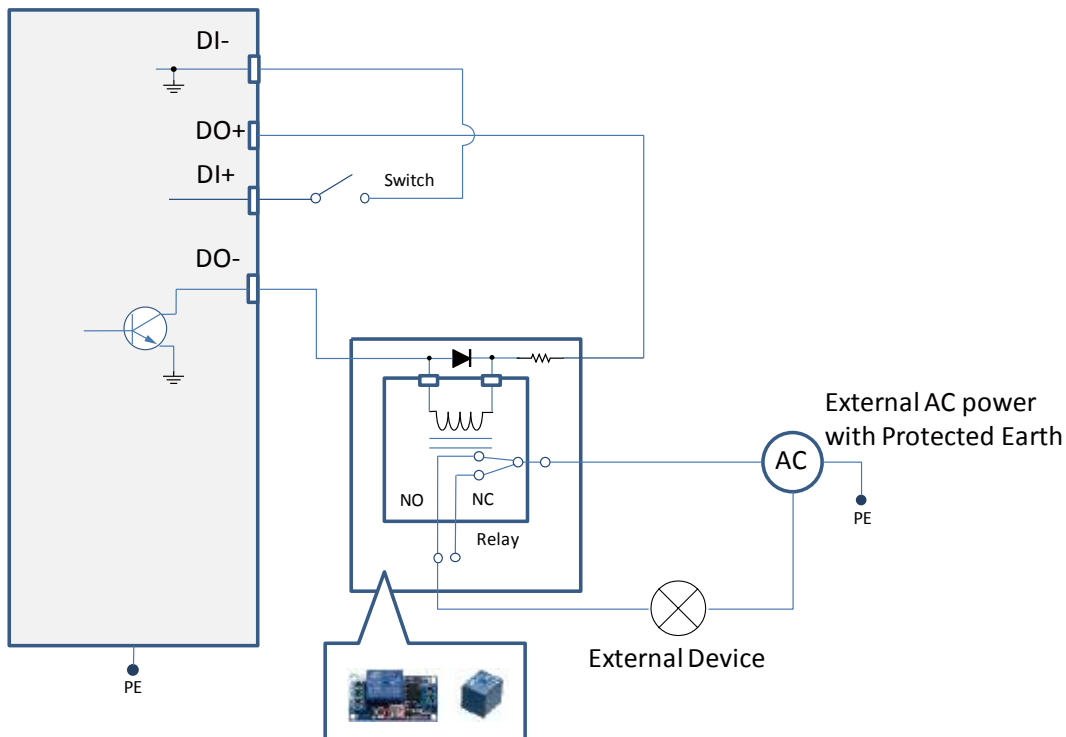 DI-
DO+
DI+
Switch
DO-
External AC power
with Protected Earth
AC
NO
NC
PE
Relay
External Device
PE